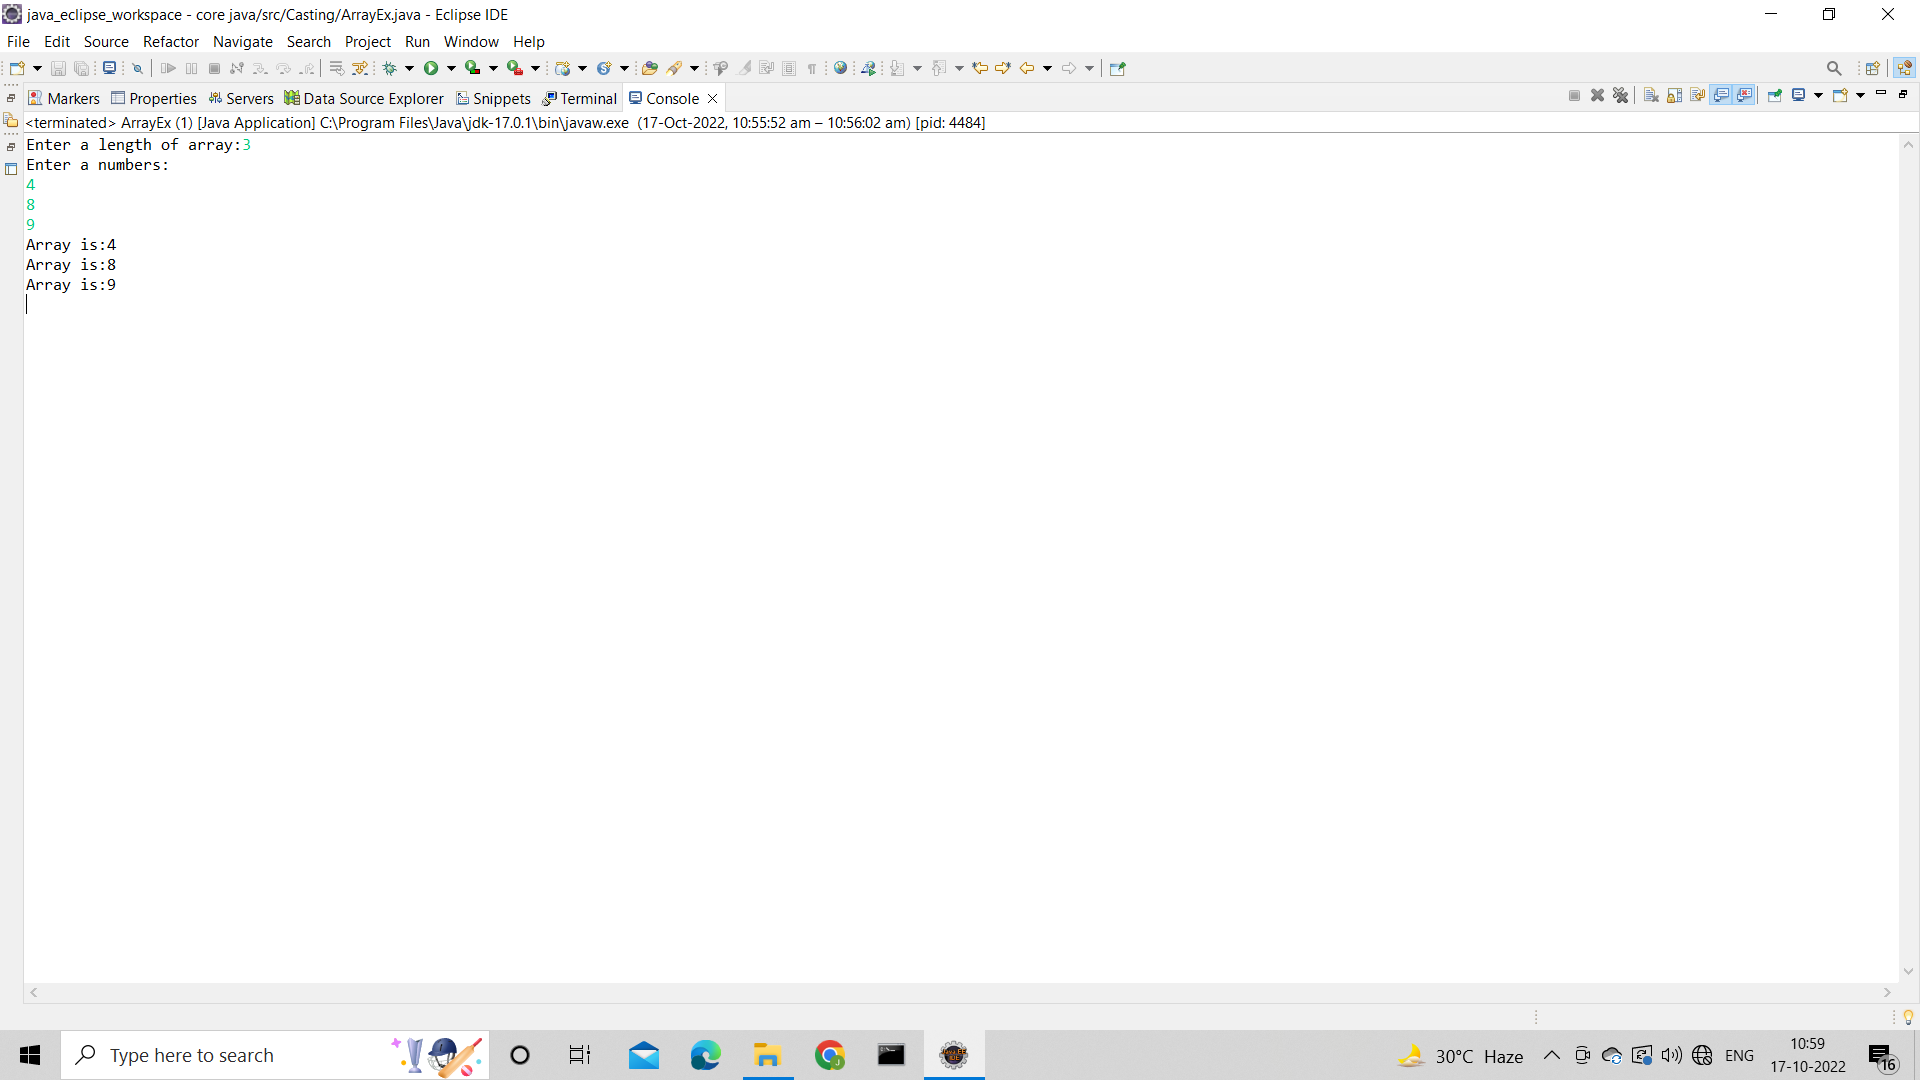 java_eclipse_workspace - core java/src/Casting/ArrayEx.java - Eclipse IDE
File Edit Source Refactor Navigate Search Project Run Window Help
Markers Properties Servers Data Source Explorer Snippets Terminal Console
<terminated> ArrayEx (1) [Java Application] C:\Program Files\Java\jdk-17.0.1\bin\javaw.exe (17-Oct-2022, 10:55:52 am – 10:56:02 am) [pid: 4484]
Enter a length of array:3
Enter a numbers:
4
8
9
Array is:4
Array is:8
Array is:9
Type here to search
30°C Haze
ENG
10:59
17-10-2022
16